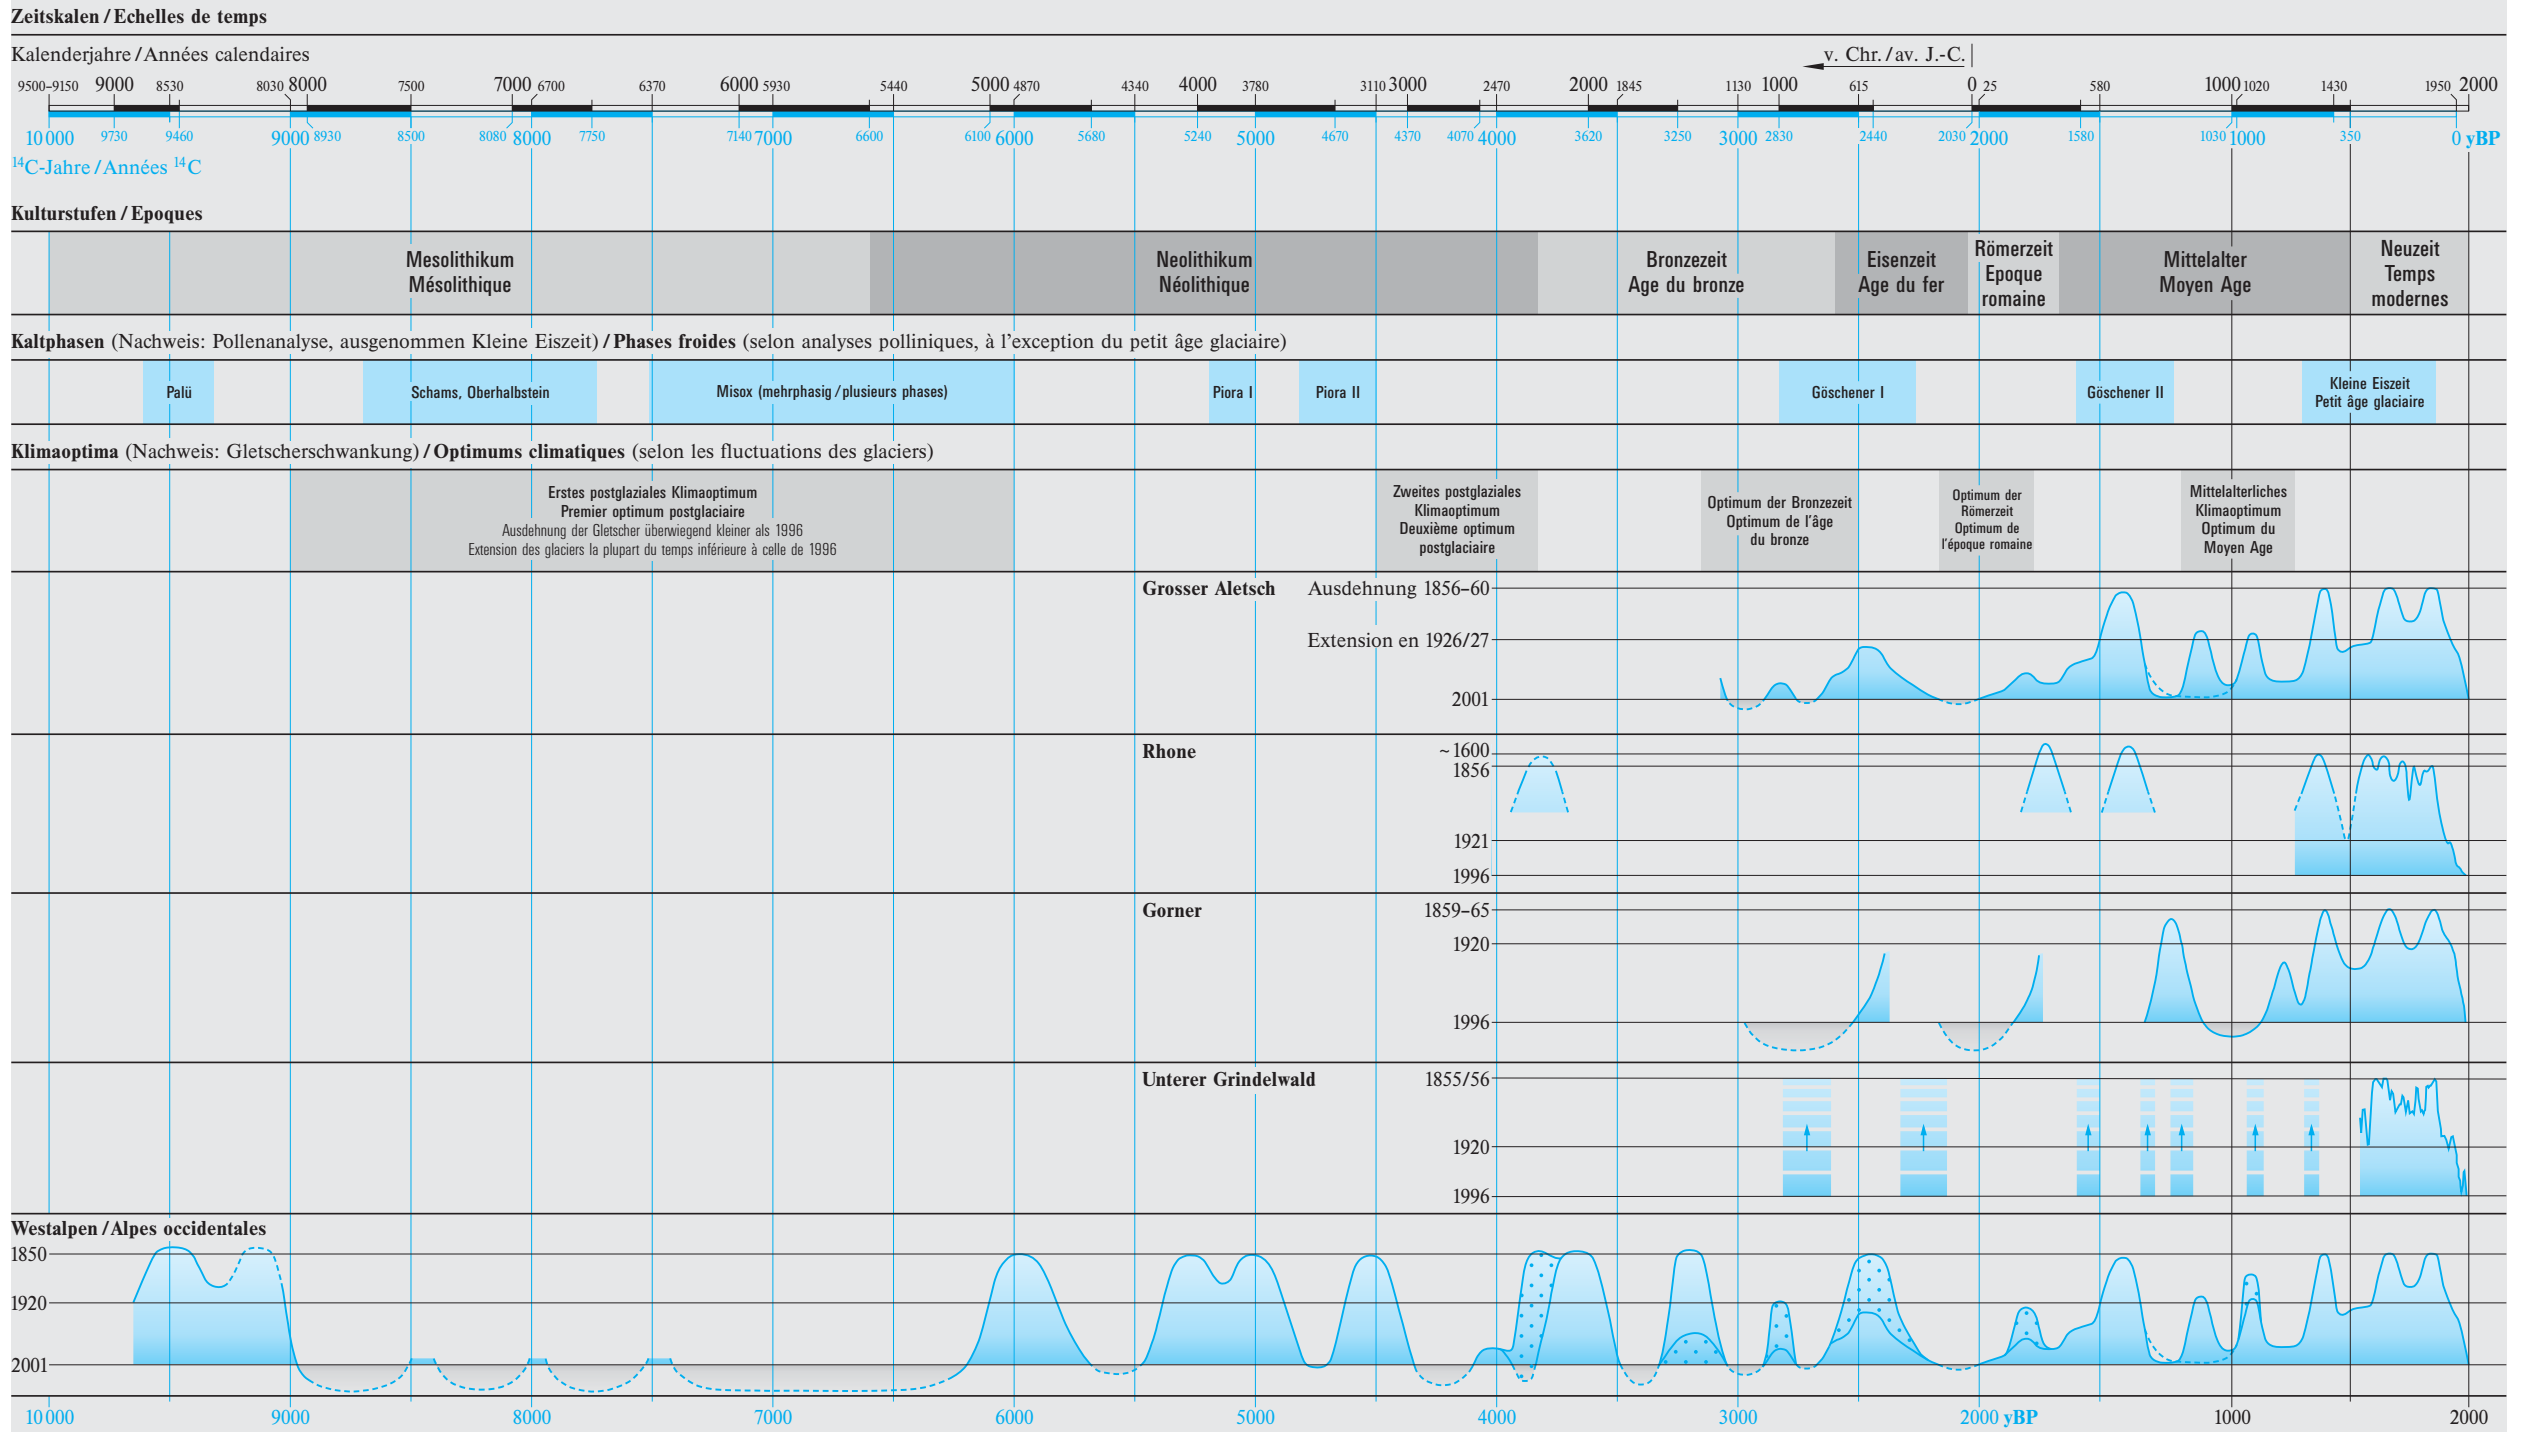 Zeitskalen / Echelles de temps
Kalenderjahre / Années calendaires
v. Chr. / av. J.-C.
9500–9150 9000 8530 8030 8000 7500 7000 6700 6370 6000 5930 5440 5000 4870 4340 4000 3780 3110 3000 2470 2000 1845 1130 1000 615 0 25 580 1000 1020 1430 1950 2000
10 000 9730 9460 9000 8930 8500 8080 8000 7750 7140 7000 6600 6100 6000 5680 5240 5000 4670 4370 4070 4000 3620 3250 3000 2830 2440 2030 2000 1580 1030 1000 350 0 yBP
14C-Jahre / Années 14C
Kulturstufen / Epoques
Mesolithikum
Mésolithique
Neolithikum
Néolithique
Bronzezeit
Age du bronze
Eisenzeit
Age du fer
Römerzeit
Epoque
romaine
Mittelalter
Moyen Age
Neuzeit
Temps
modernes
Kaltphasen (Nachweis: Pollenanalyse, ausgenommen Kleine Eiszeit) / Phases froides (selon analyses polliniques, à l’exception du petit âge glaciaire)
Palü
Schams, Oberhalbstein
Misox (mehrphasig / plusieurs phases)
Piora I
Piora II
Göschener I
Göschener II
Kleine Eiszeit
Petit âge glaciaire
Klimaoptima (Nachweis: Gletscherschwankung) / Optimums climatiques (selon les fluctuations des glaciers)
Erstes postglaziales Klimaoptimum
Premier optimum postglaciaire
Ausdehnung der Gletscher überwiegend kleiner als 1996
Extension des glaciers la plupart du temps inférieure à celle de 1996
Zweites postglaziales
Klimaoptimum
Deuxième optimum
postglaciaire
Optimum der Bronzezeit
Optimum de l'âge
du bronze
Optimum der
Römerzeit
Optimum de
l'époque romaine
Mittelalterliches
Klimaoptimum
Optimum du
Moyen Age
Grosser Aletsch Ausdehnung 1856–60
Extension en 1926/27
2001
Rhone ~ 1600
1856
1921
1996
Gorner 1859–65
1920
1996
Unterer Grindelwald 1855/56
1920
1996
Westalpen / Alpes occidentales
1850
1920
2001
10 000 9000 8000 7000 6000 5000 4000 3000 2000 yBP 1000 2000